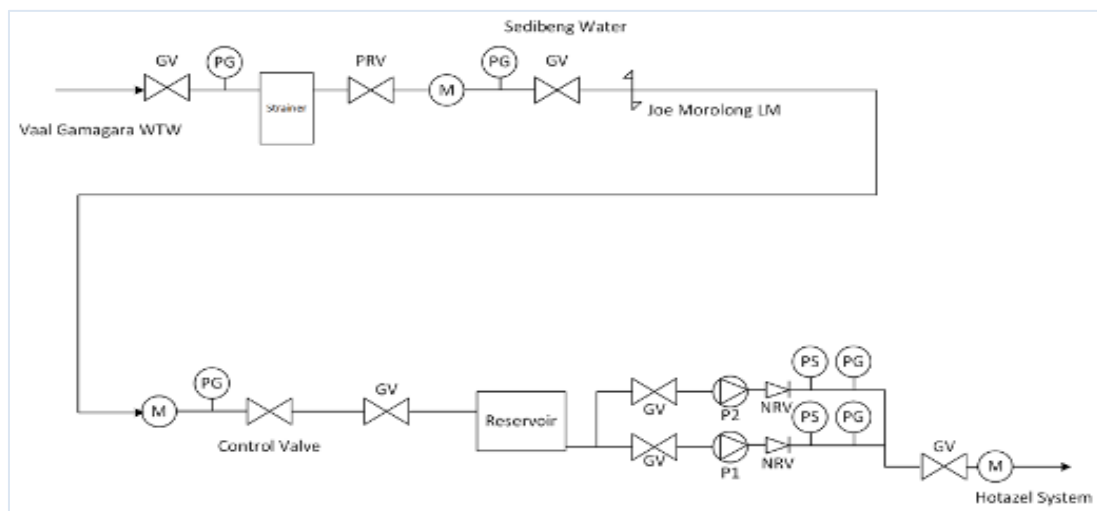 Sedibeng Water
GV
PG
PRV
PG
GV
M
Strainer
Joe Morolong LM
Vaal Gamagara WTW
PS
PG
PG
GV
P2
NRV
M
GV
Reservoir
PS
PG
Control Valve
GV
P1
NRV
GV
M
Hotazel System